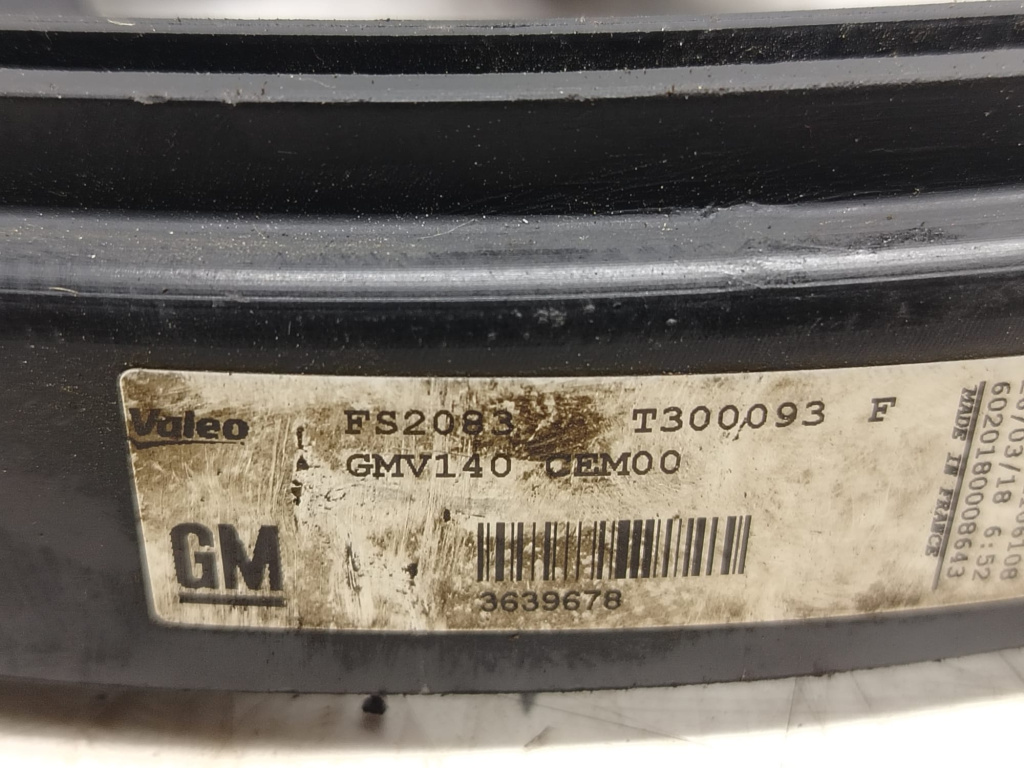 Valeo FS2083 T300093 F
GMV140 CEM00
GM
3639678
MADE IN FRANCE
6020180008643
/03/18 6:52